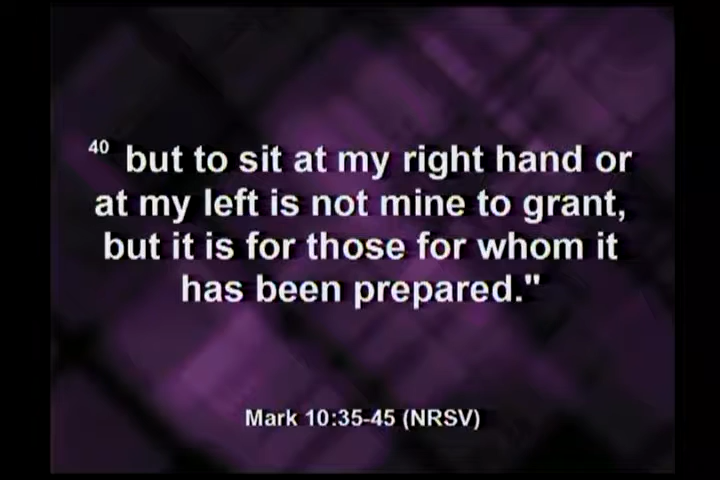 40 but to sit at my right hand or
at my left is not mine to grant,
but it is for those for whom it
has been prepared."
Mark 10:35-45 (NRSV)